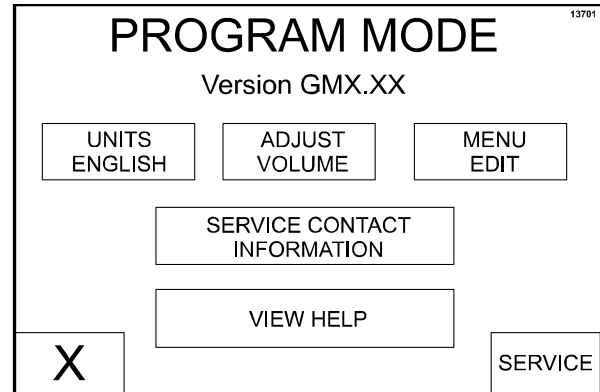 13701
PROGRAM MODE
Version GMX.XX
UNITS
ENGLISH
ADJUST
VOLUME
MENU
EDIT
SERVICE CONTACT
INFORMATION
VIEW HELP
X
SERVICE